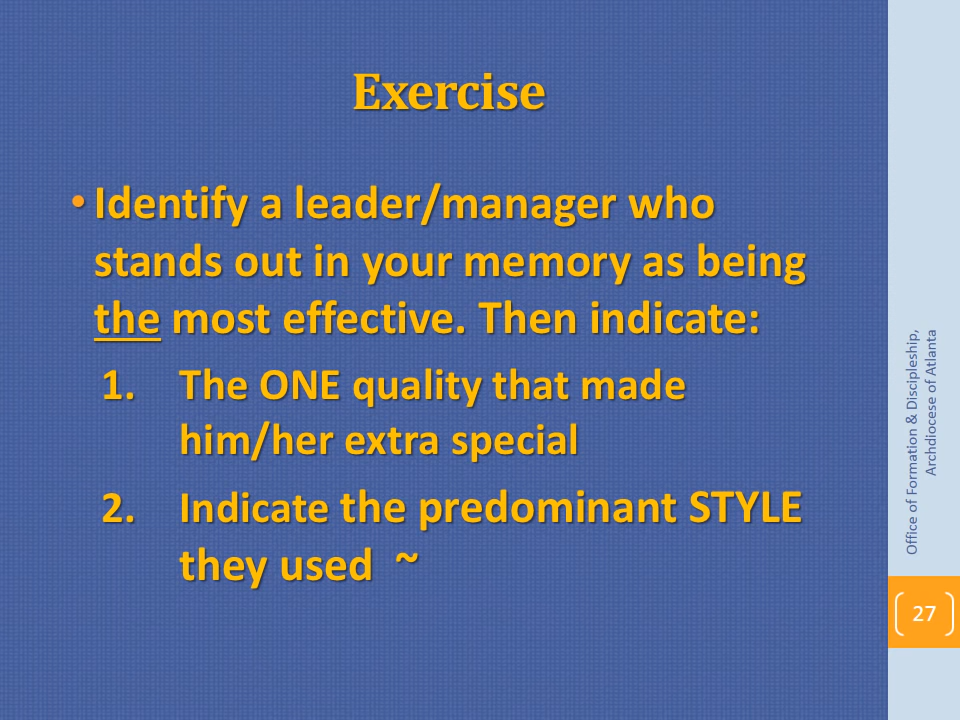 Exercise
• Identify a leader/manager who
stands out in your memory as being
the most effective. Then indicate:
1. The ONE quality that made
him/her extra special
2. Indicate the predominant STYLE
they used ~
Office of Formation & Discipleship,
Archdiocese of Atlanta
27